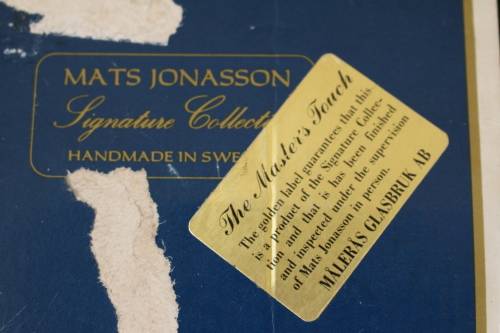 MATS JONASSON
Signature Collecti
HANDMADE IN SWE
The Master's Touch
The golden label guarantees that this
is a product of the Signature Collec-
tion and that is has been finished
and inspected under the supervision
of Mats Jonasson in person.
MÅLERÅS GLASBRUK AB